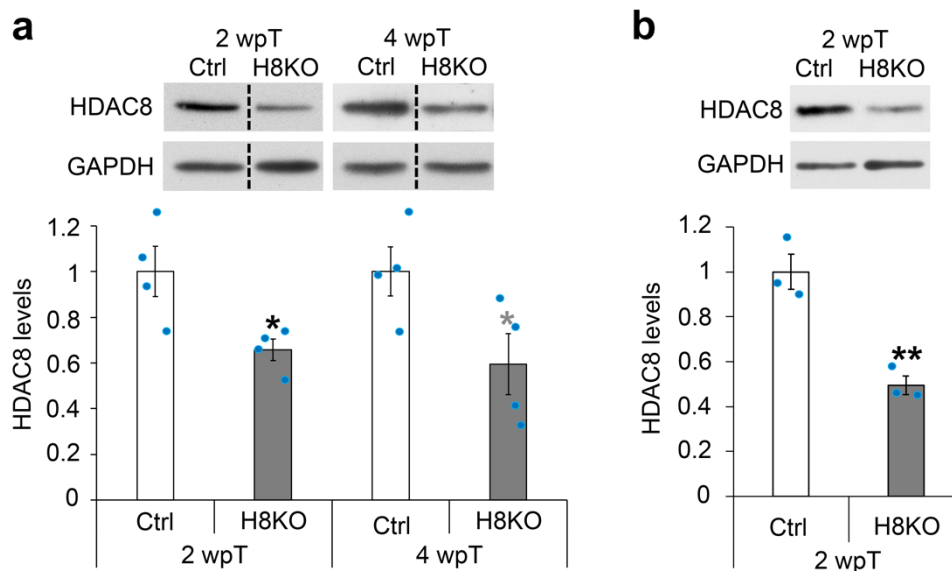 a
2 wpT 4 wpT
Ctrl H8KO Ctrl H8KO
HDAC8
GAPDH
HDAC8 levels
1.2
1
0.8
0.6
0.4
0.2
0
*
*
Ctrl H8KO Ctrl H8KO
2 wpT 4 wpT
b
2 wpT
Ctrl H8KO
HDAC8
GAPDH
HDAC8 levels
1.2
1
0.8
0.6
0.4
0.2
0
**
Ctrl H8KO
2 wpT